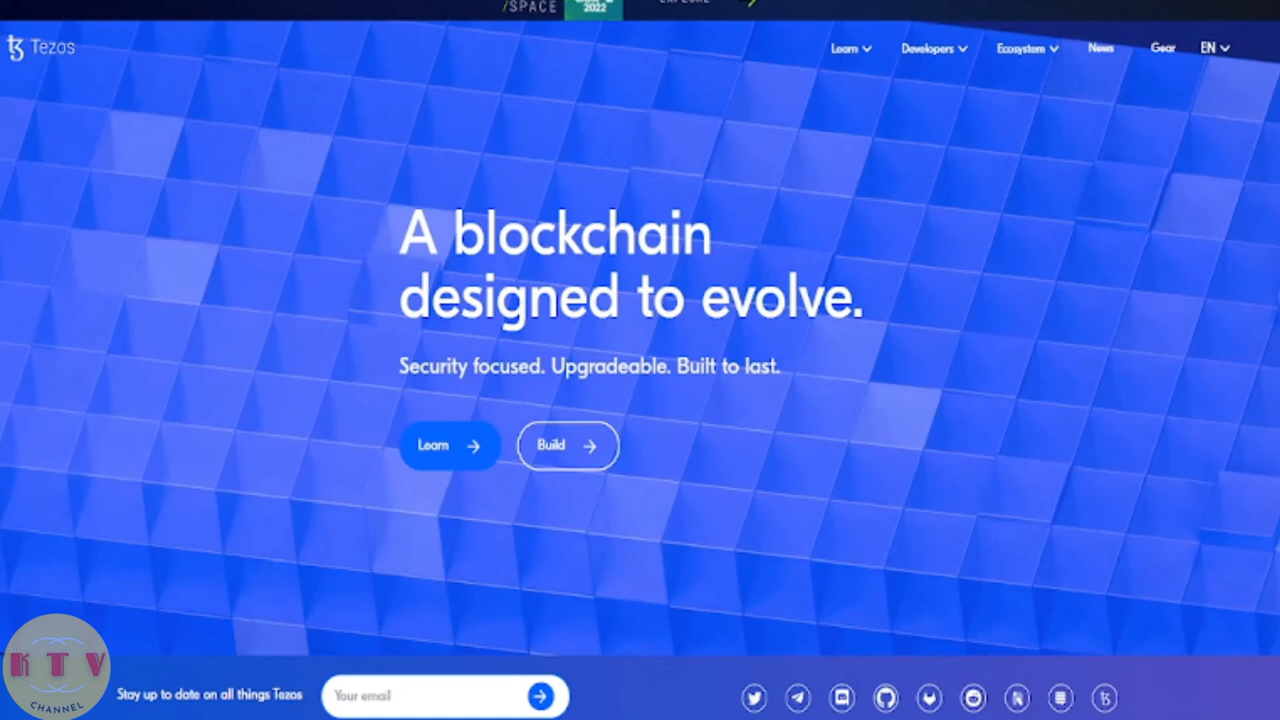 /SPACE
2022
Tezos
Learn
Developers
Ecosystem
News
Gear
EN
A blockchain
designed to evolve.
Security focused. Upgradeable. Built to last.
Learn
Build
Stay up to date on all things Tezos
Your email
KTV
CHANNEL